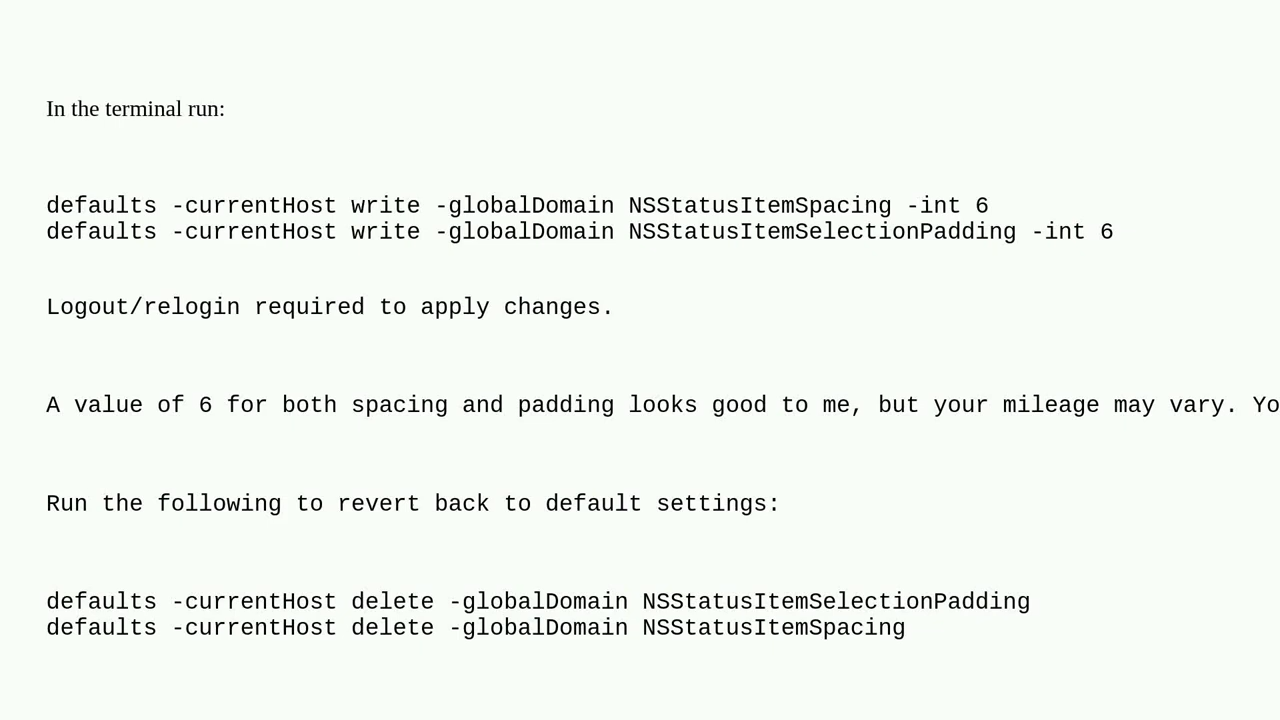 In the terminal run:
defaults -currentHost write -globalDomain NSStatusItemSpacing -int 6
defaults -currentHost write -globalDomain NSStatusItemSelectionPadding -int 6
Logout/relogin required to apply changes.
A value of 6 for both spacing and padding looks good to me, but your mileage may vary. Yo
Run the following to revert back to default settings:
defaults -currentHost delete -globalDomain NSStatusItemSelectionPadding
defaults -currentHost delete -globalDomain NSStatusItemSpacing